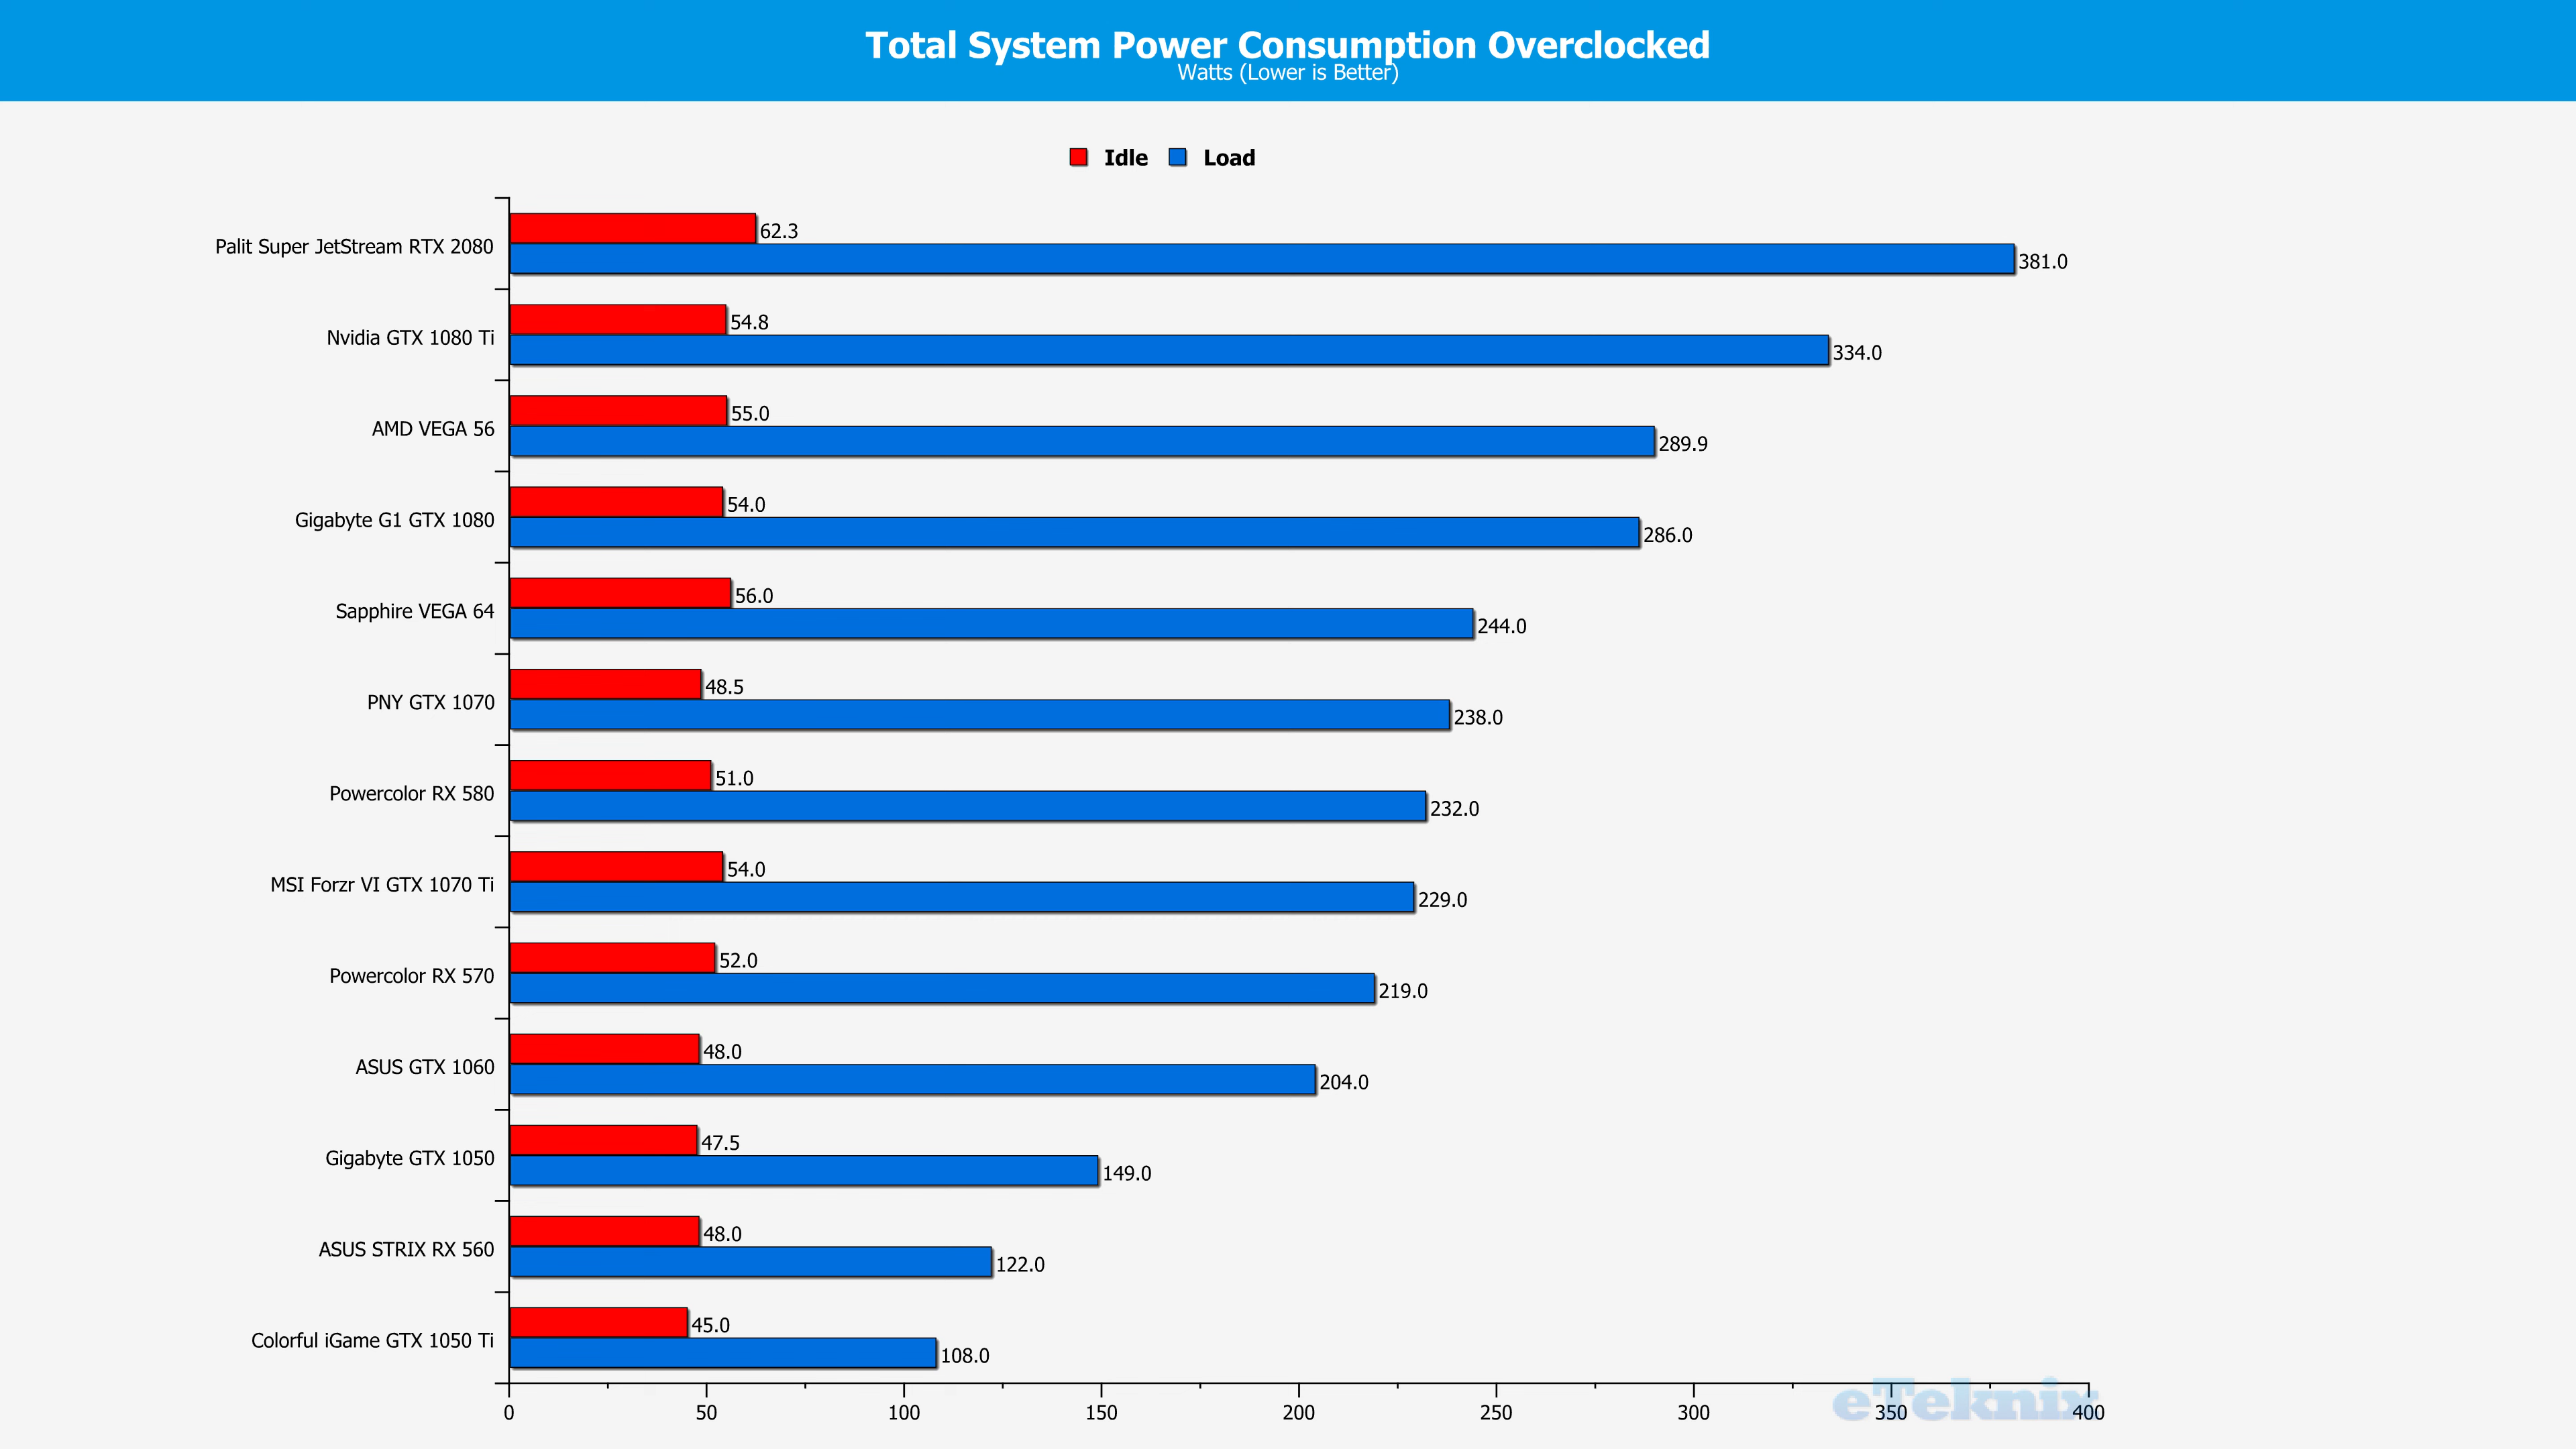 Total System Power Consumption Overclocked
Watts (Lower is Better)
Idle Load
Palit Super JetStream RTX 2080 62.3 381.0
Nvidia GTX 1080 Ti 54.8 334.0
AMD VEGA 56 55.0 289.9
Gigabyte G1 GTX 1080 54.0 286.0
Sapphire VEGA 64 56.0 244.0
PNY GTX 1070 48.5 238.0
Powercolor RX 580 51.0 232.0
MSI Forzr VI GTX 1070 Ti 54.0 229.0
Powercolor RX 570 52.0 219.0
ASUS GTX 1060 48.0 204.0
Gigabyte GTX 1050 47.5 149.0
ASUS STRIX RX 560 48.0 122.0
Colorful iGame GTX 1050 Ti 45.0 108.0
0 50 100 150 200 250 300 350 400
eTeknix